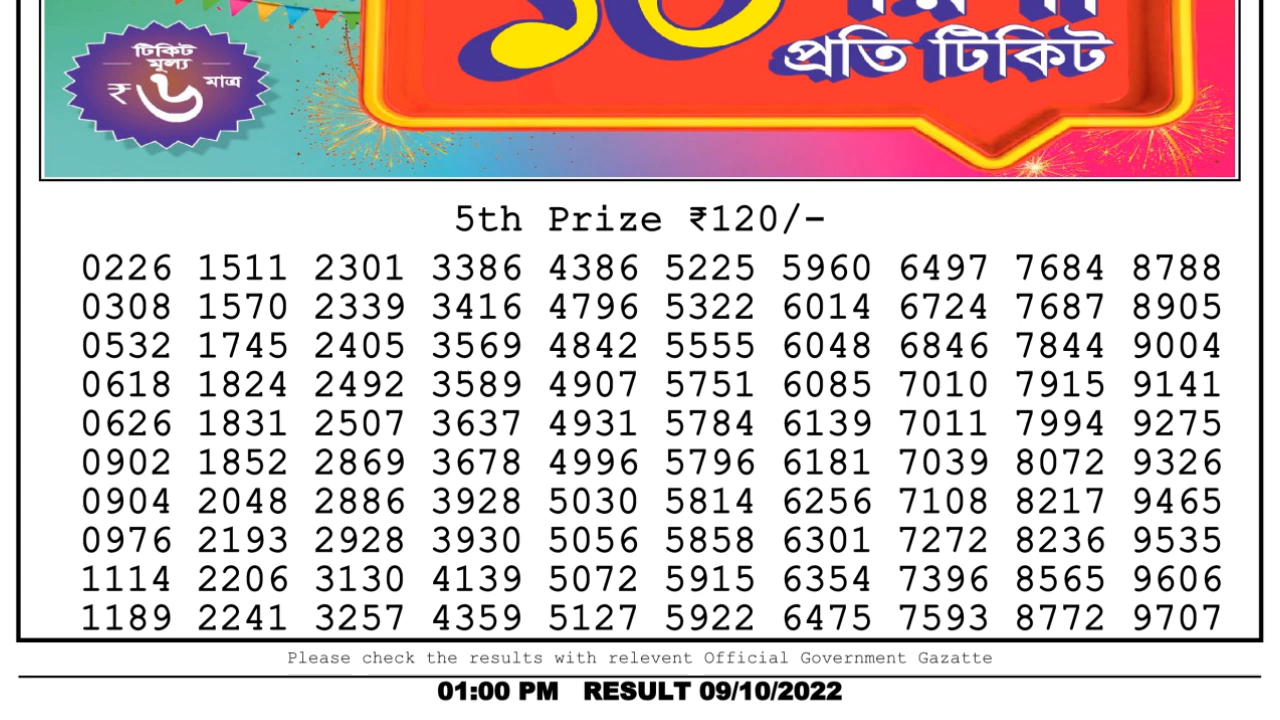 প্রতি টিকিট
টিকিট
মূল্য
₹ ৬ মাত্র
5th Prize ₹120/-
0226 1511 2301 3386 4386 5225 5960 6497 7684 8788
0308 1570 2339 3416 4796 5322 6014 6724 7687 8905
0532 1745 2405 3569 4842 5555 6048 6846 7844 9004
0618 1824 2492 3589 4907 5751 6085 7010 7915 9141
0626 1831 2507 3637 4931 5784 6139 7011 7994 9275
0902 1852 2869 3678 4996 5796 6181 7039 8072 9326
0904 2048 2886 3928 5030 5814 6256 7108 8217 9465
0976 2193 2928 3930 5056 5858 6301 7272 8236 9535
1114 2206 3130 4139 5072 5915 6354 7396 8565 9606
1189 2241 3257 4359 5127 5922 6475 7593 8772 9707
Please check the results with relevent Official Government Gazatte
01:00 PM RESULT 09/10/2022